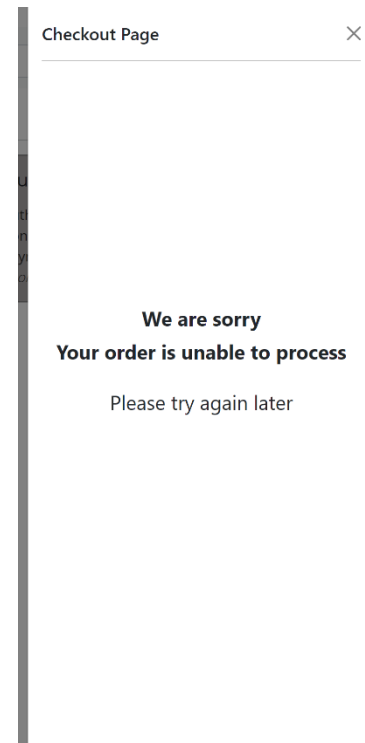 Checkout Page
We are sorry
Your order is unable to process
Please try again later